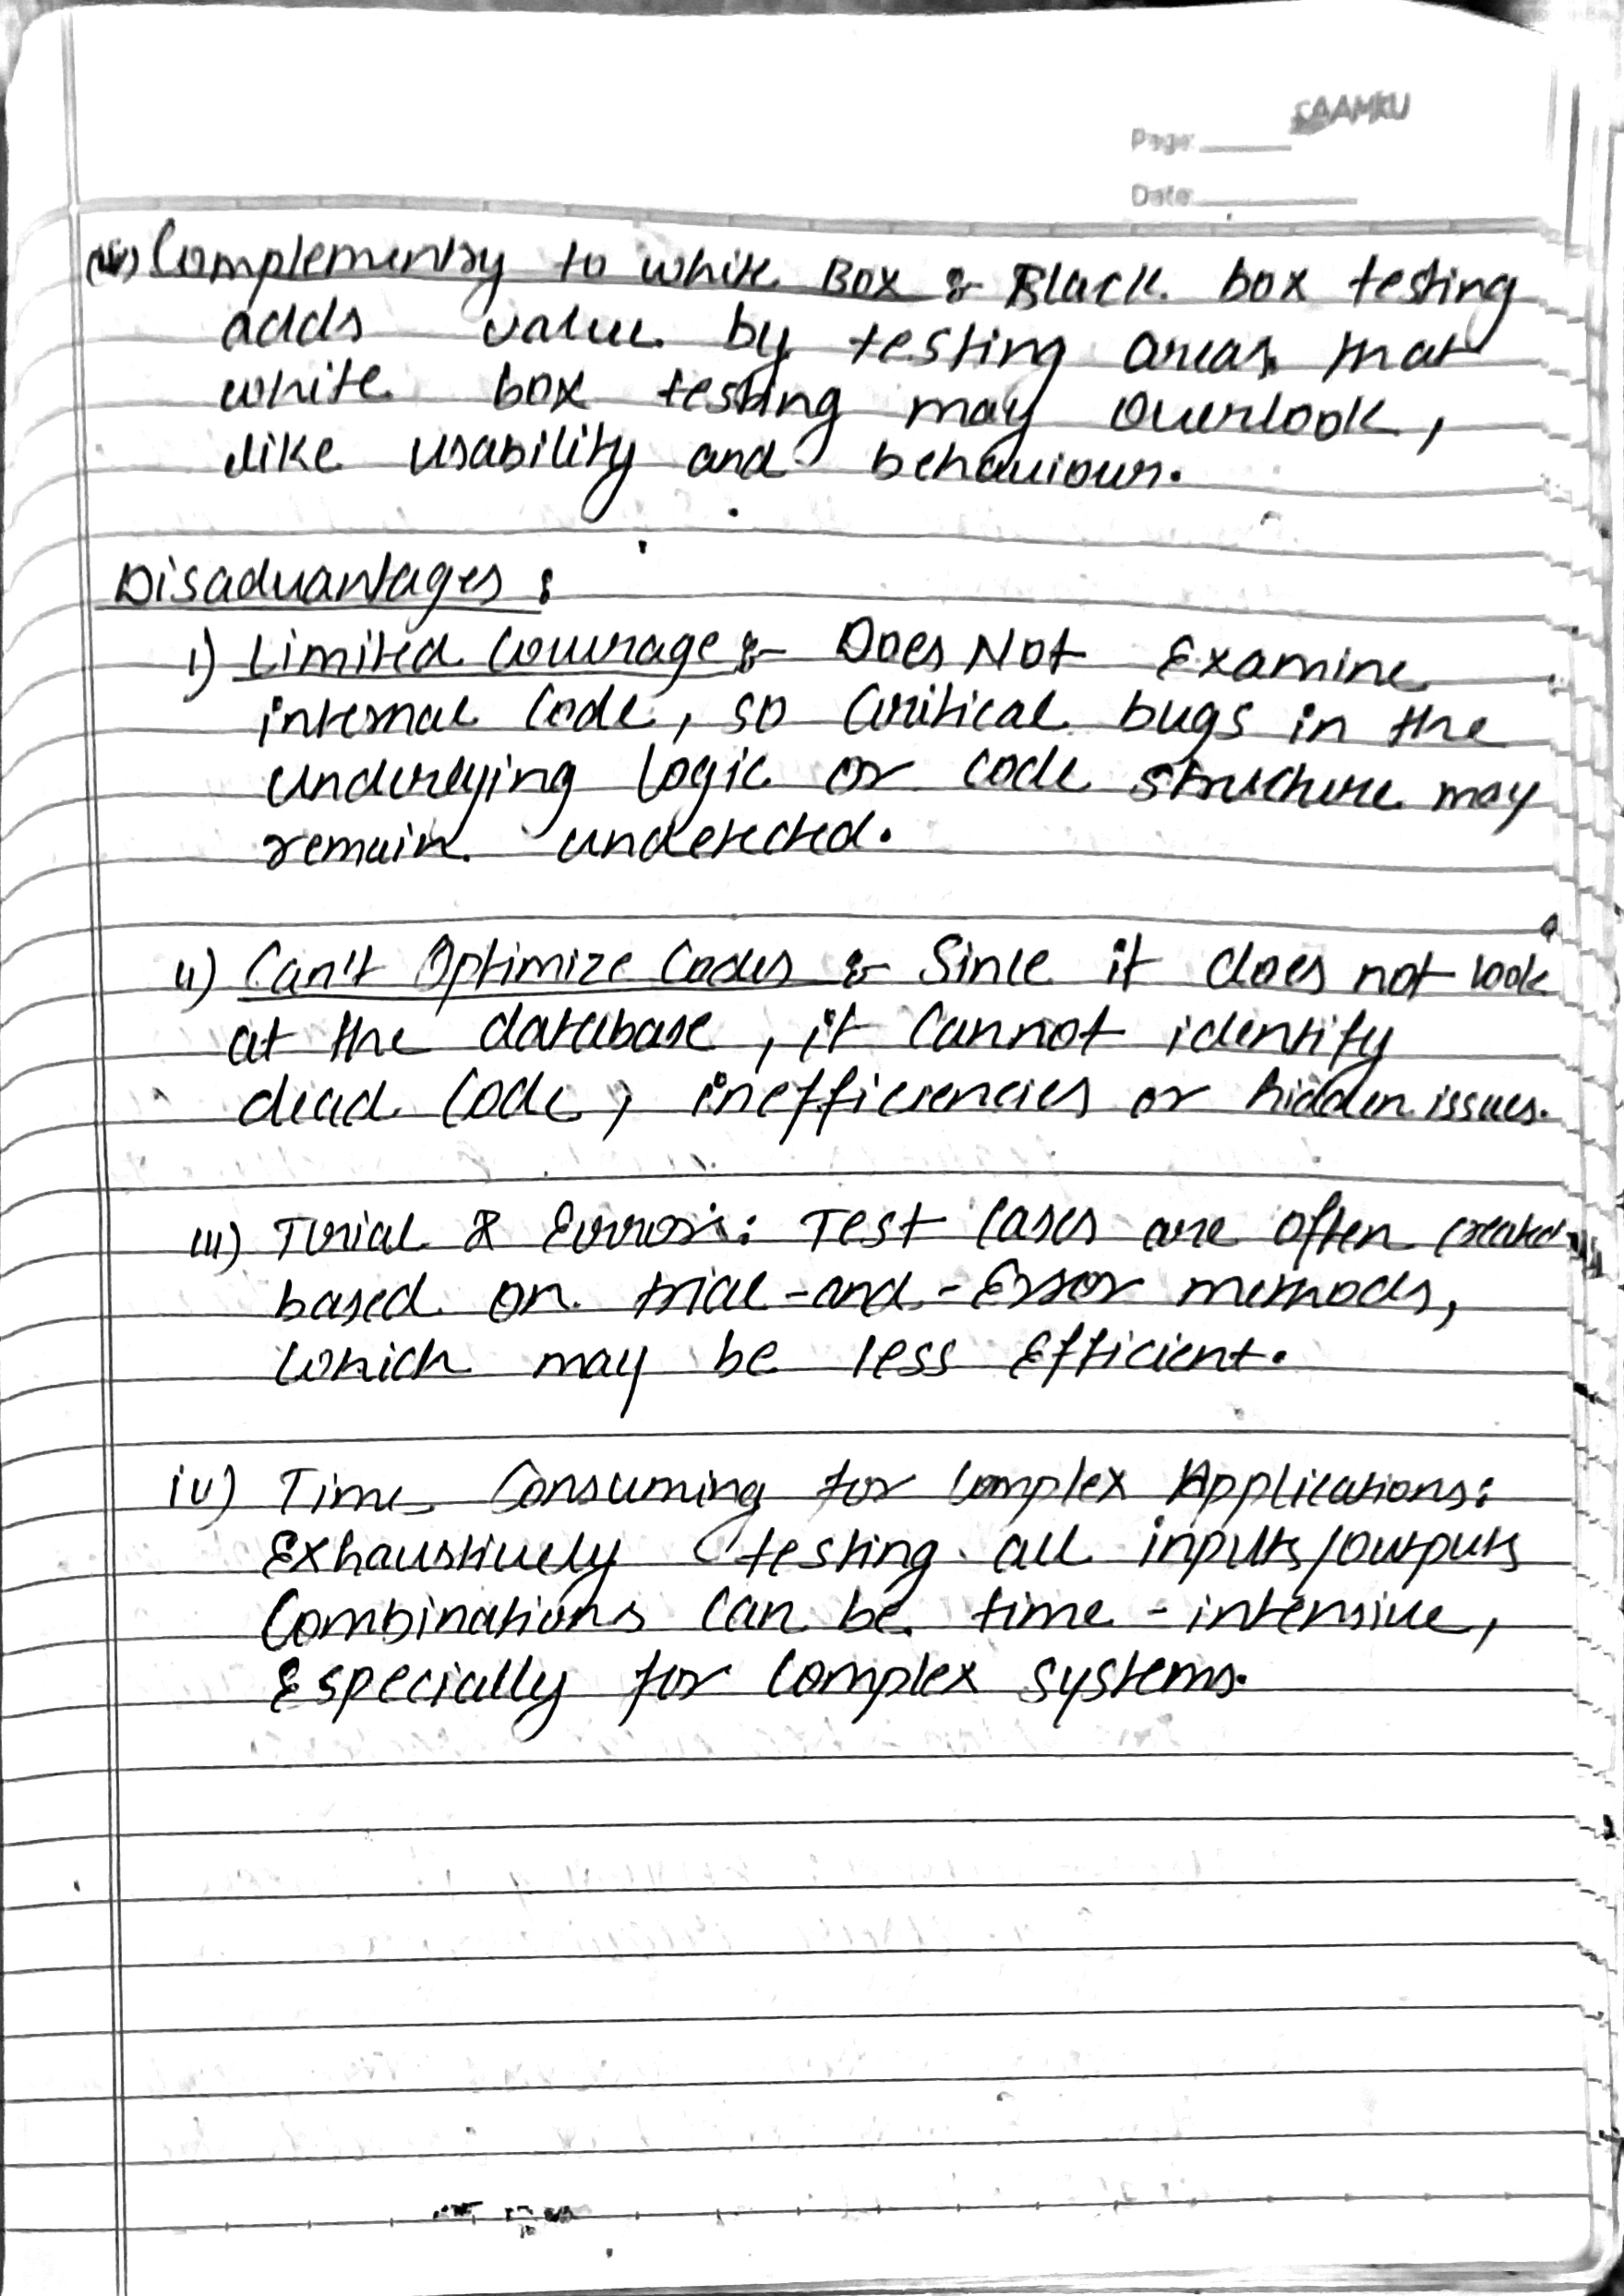 SAAMKU
Page:
Date:
(iv) Complementry to white Box :- Black box testing
adds value by testing areas that
white box testing may overlook,
like usability and behaviour.
Disadvantages :
i) Limited Coverage :- Does Not Examine
internal Code, so Critical bugs in the
underlying logic or code structure may
remain undetected.
ii) Can't Optimize Codes :- Since it does not look
at the database, it Cannot identify
dead Code, inefficiencies or hidden issues.
iii) Trial & Error: Test Cases are often created
based on trial-and-Error methods,
which may be less Efficient.
iv) Time Consuming for Complex Applications:
Exhaustively testing all inputs/outputs
Combinations Can be time-intensive,
Especially for Complex systems.